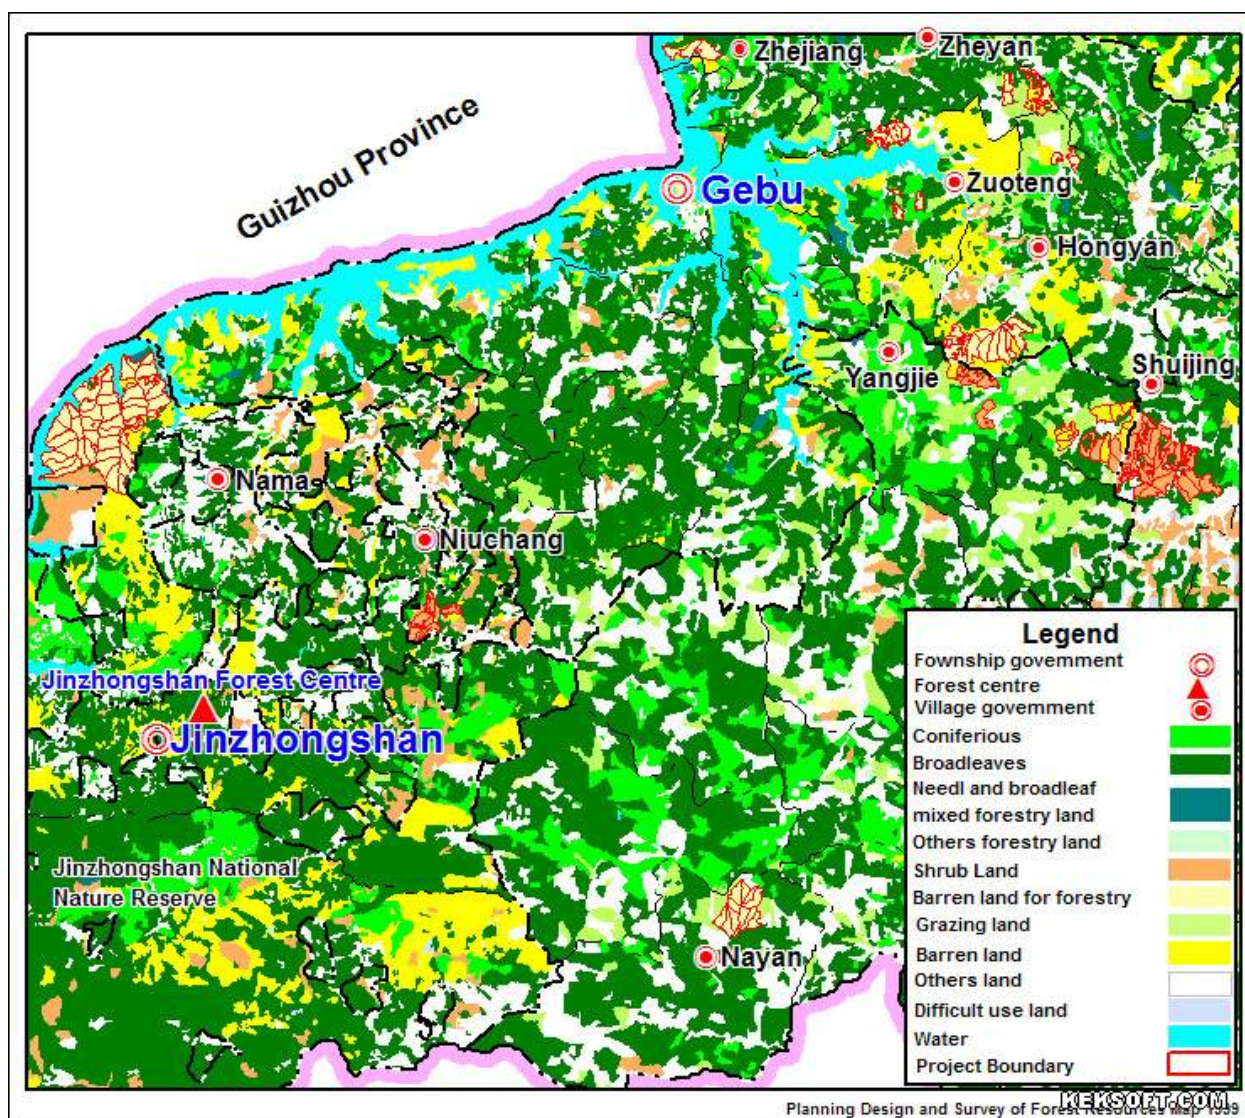 Zhejiang
Zheyan
Guizhou Province
Gebu
Zuoteng
Hongyan
Yangjie
Shuijing
Nama
Niuchang
Jinzhongshan Forest Centre
Jinzhongshan
Jinzhongshan National
Nature Reserve
Nayan
Legend
Fownship government
Forest centre
Village government
Coniferious
Broadleaves
Needl and broadleaf
mixed forestry land
Others forestry land
Shrub Land
Barren land for forestry
Grazing land
Barren land
Others land
Difficult use land
Water
Project Boundary
Planning Design and Survey of Forest
KEKSOFT.COM